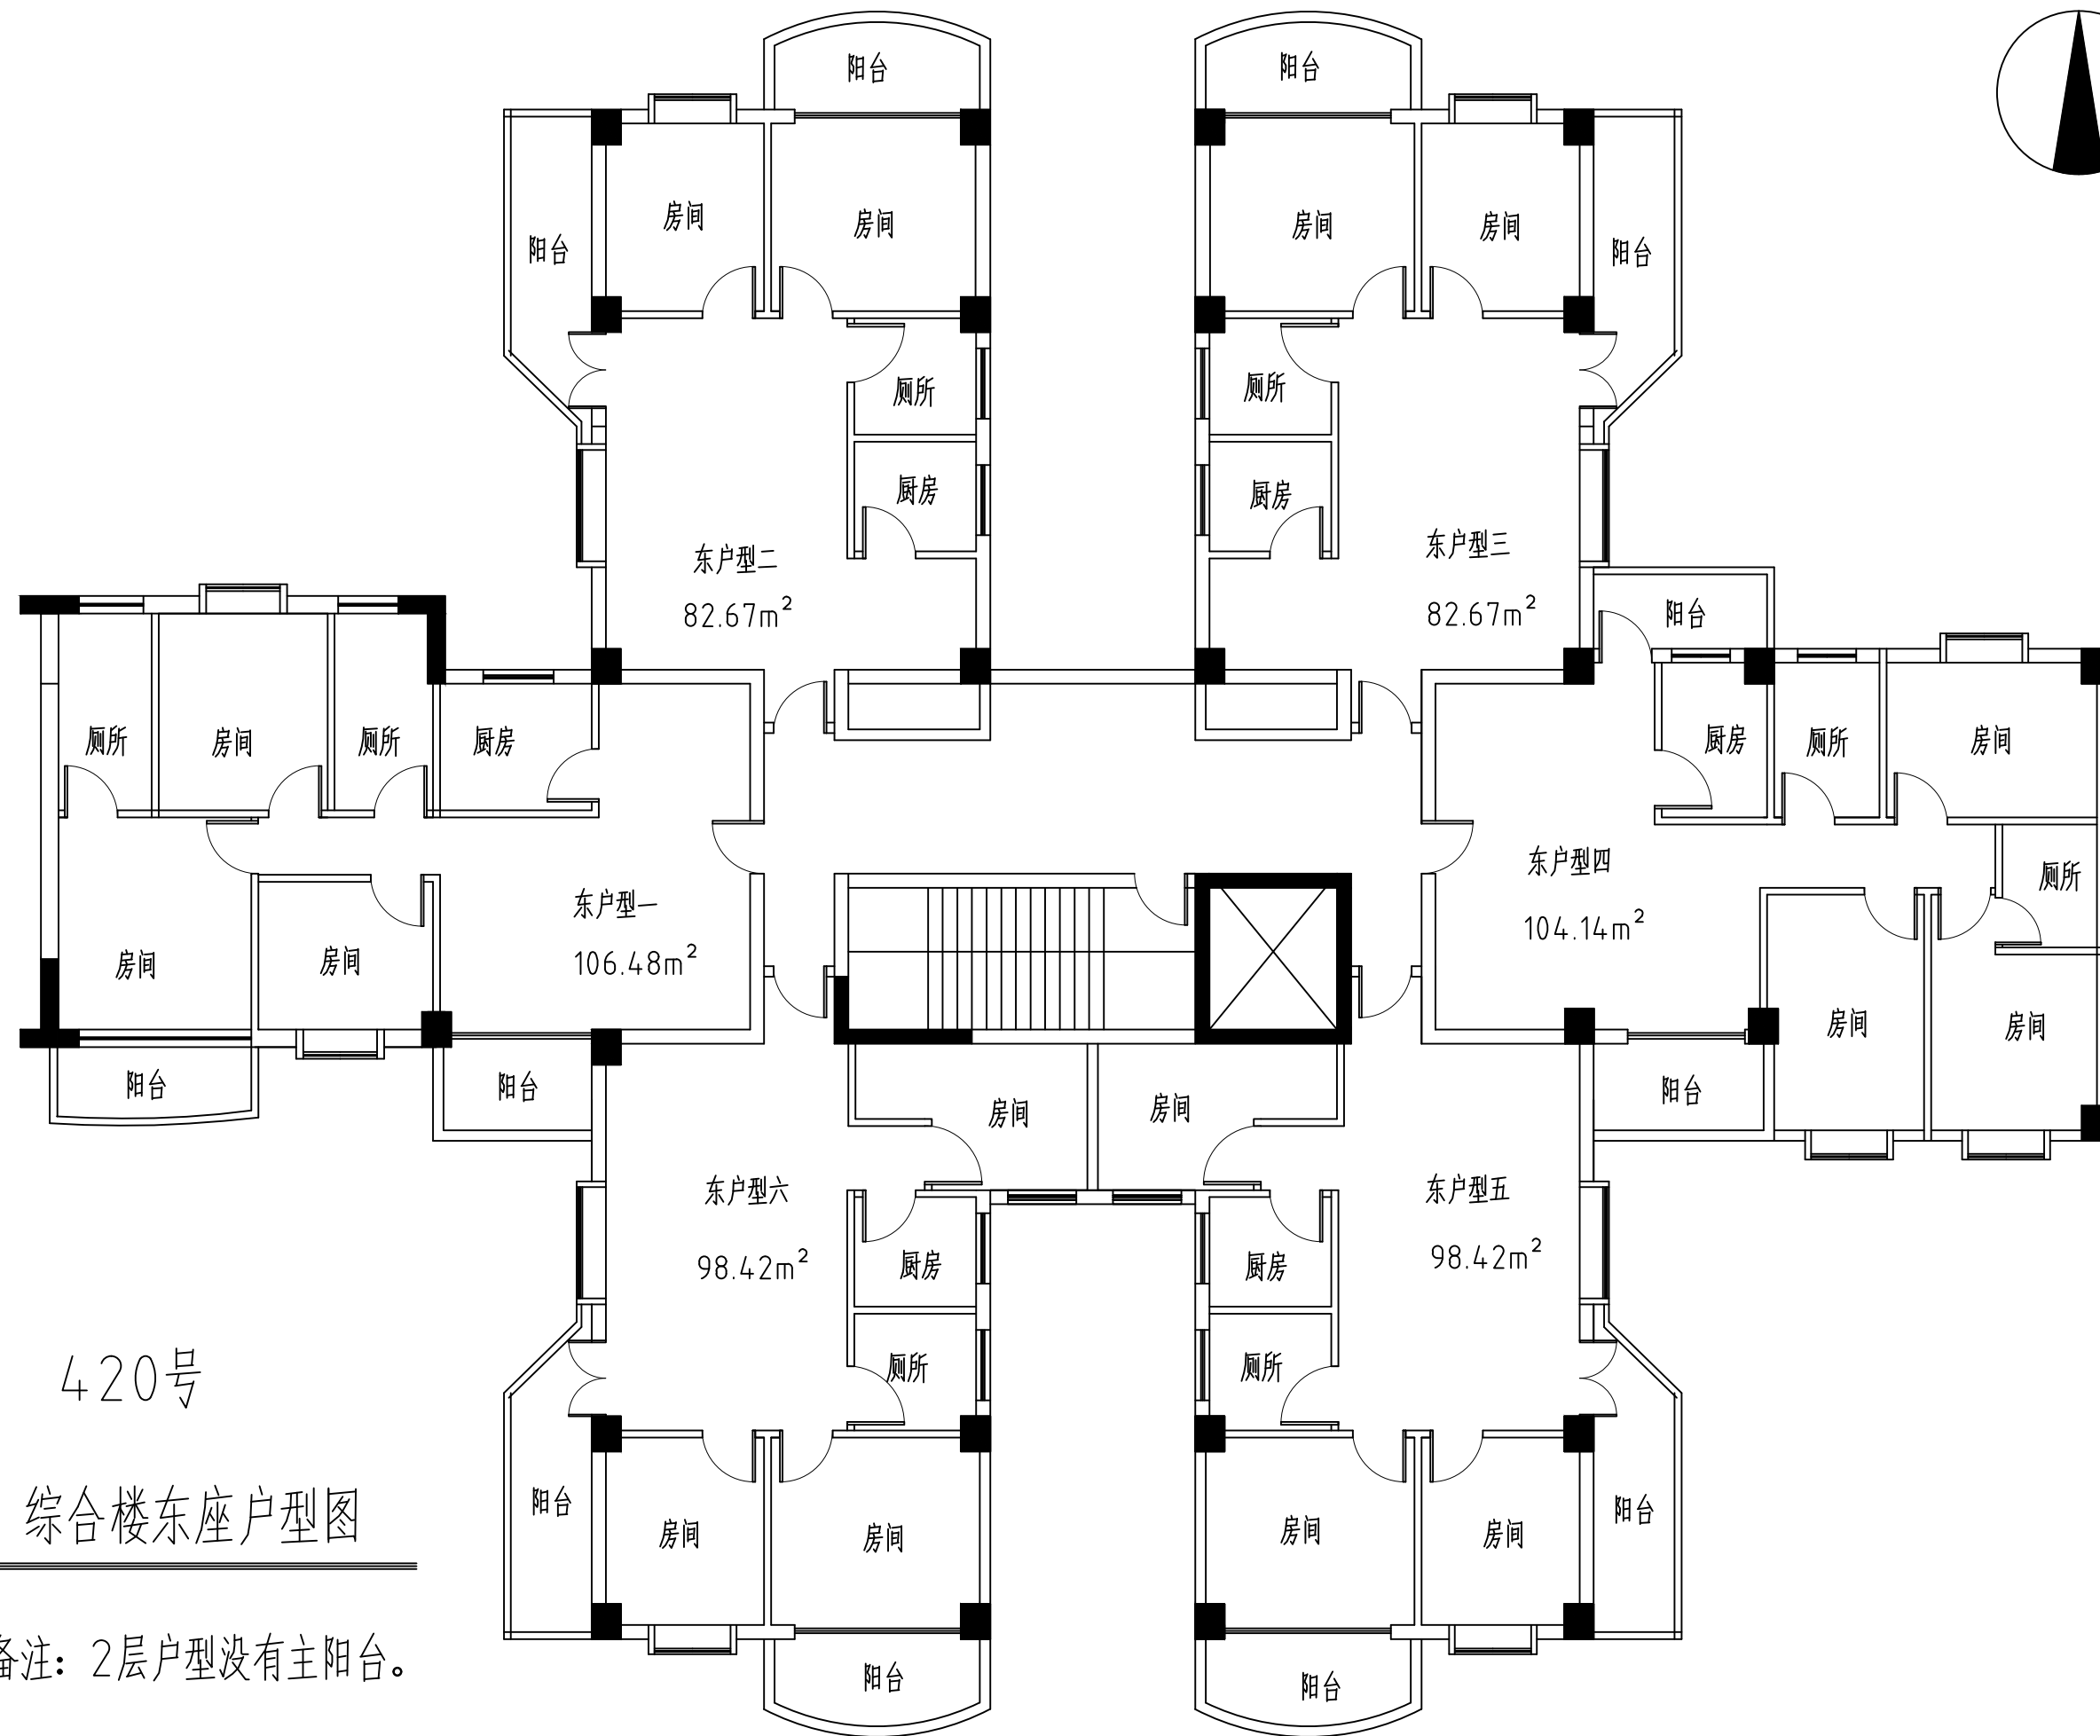 阳台
阳台
房间
房间
房间
房间
阳台
阳台
厕所
厕所
厨房
厨房
东户型二
82.67m²
东户型三
82.67m²
阳台
厕所
房间
厕所
厨房
厨房
厕所
房间
东户型一
106.48m²
东户型四
104.14m²
厕所
房间
房间
房间
房间
阳台
阳台
房间
房间
阳台
东户型六
98.42m²
东户型五
98.42m²
厨房
厨房
厕所
厕所
420号
综合楼东座户型图
阳台
房间
房间
房间
房间
阳台
备注：2层户型没有主阳台。
阳台
阳台